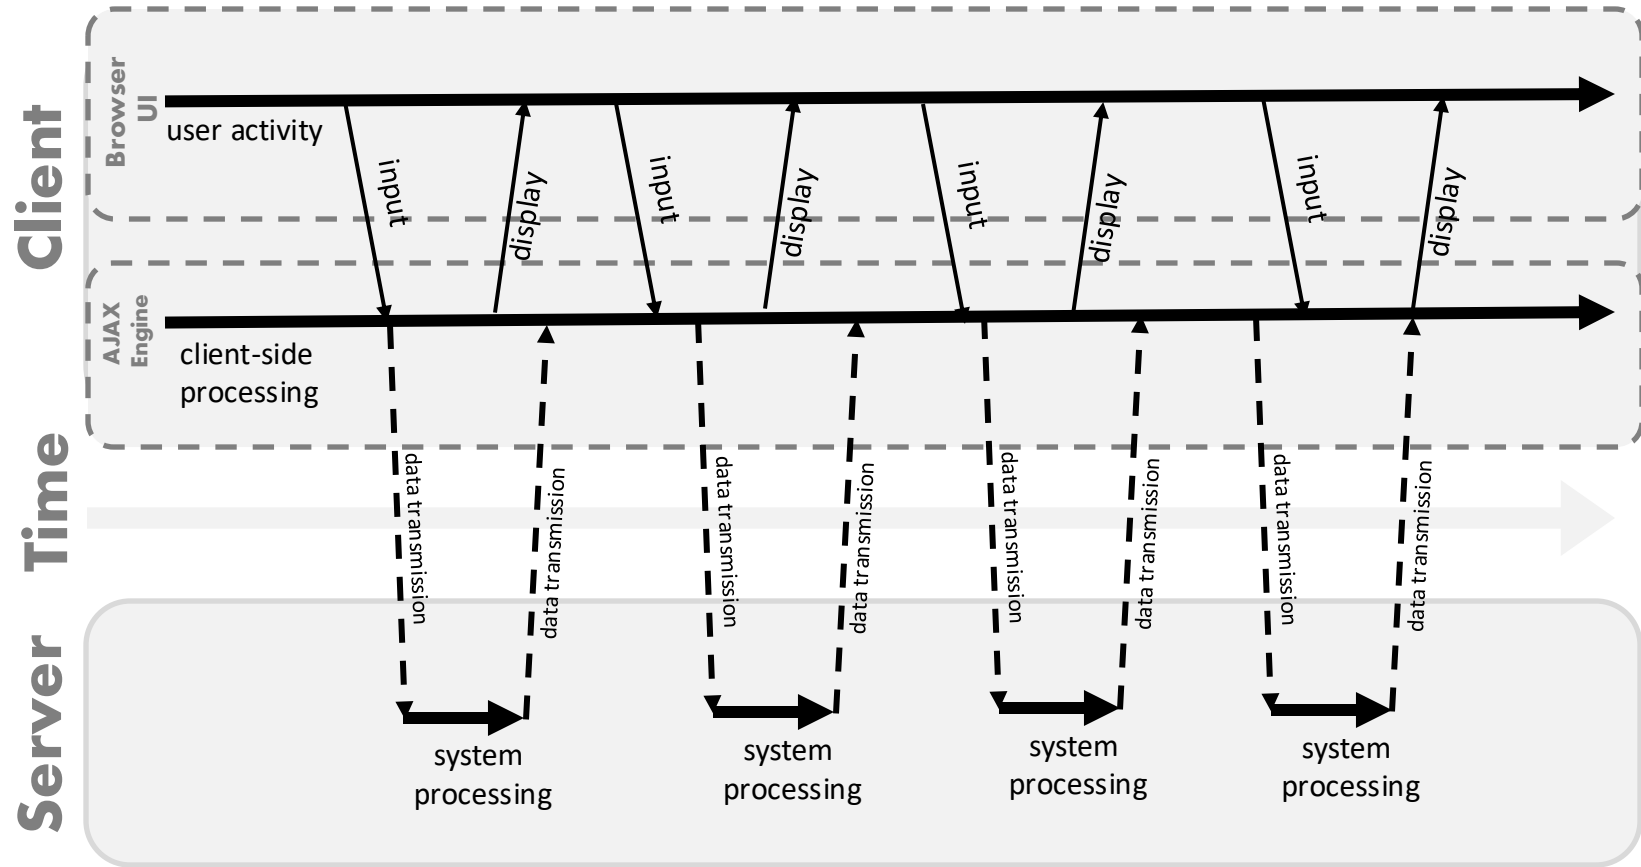 Client
Browser
UI
user activity
input
display
input
display
input
display
input
display
AJAX
Engine
client-side
processing
Time
data transmission
data transmission
data transmission
data transmission
data transmission
data transmission
data transmission
data transmission
Server
system
processing
system
processing
system
processing
system
processing